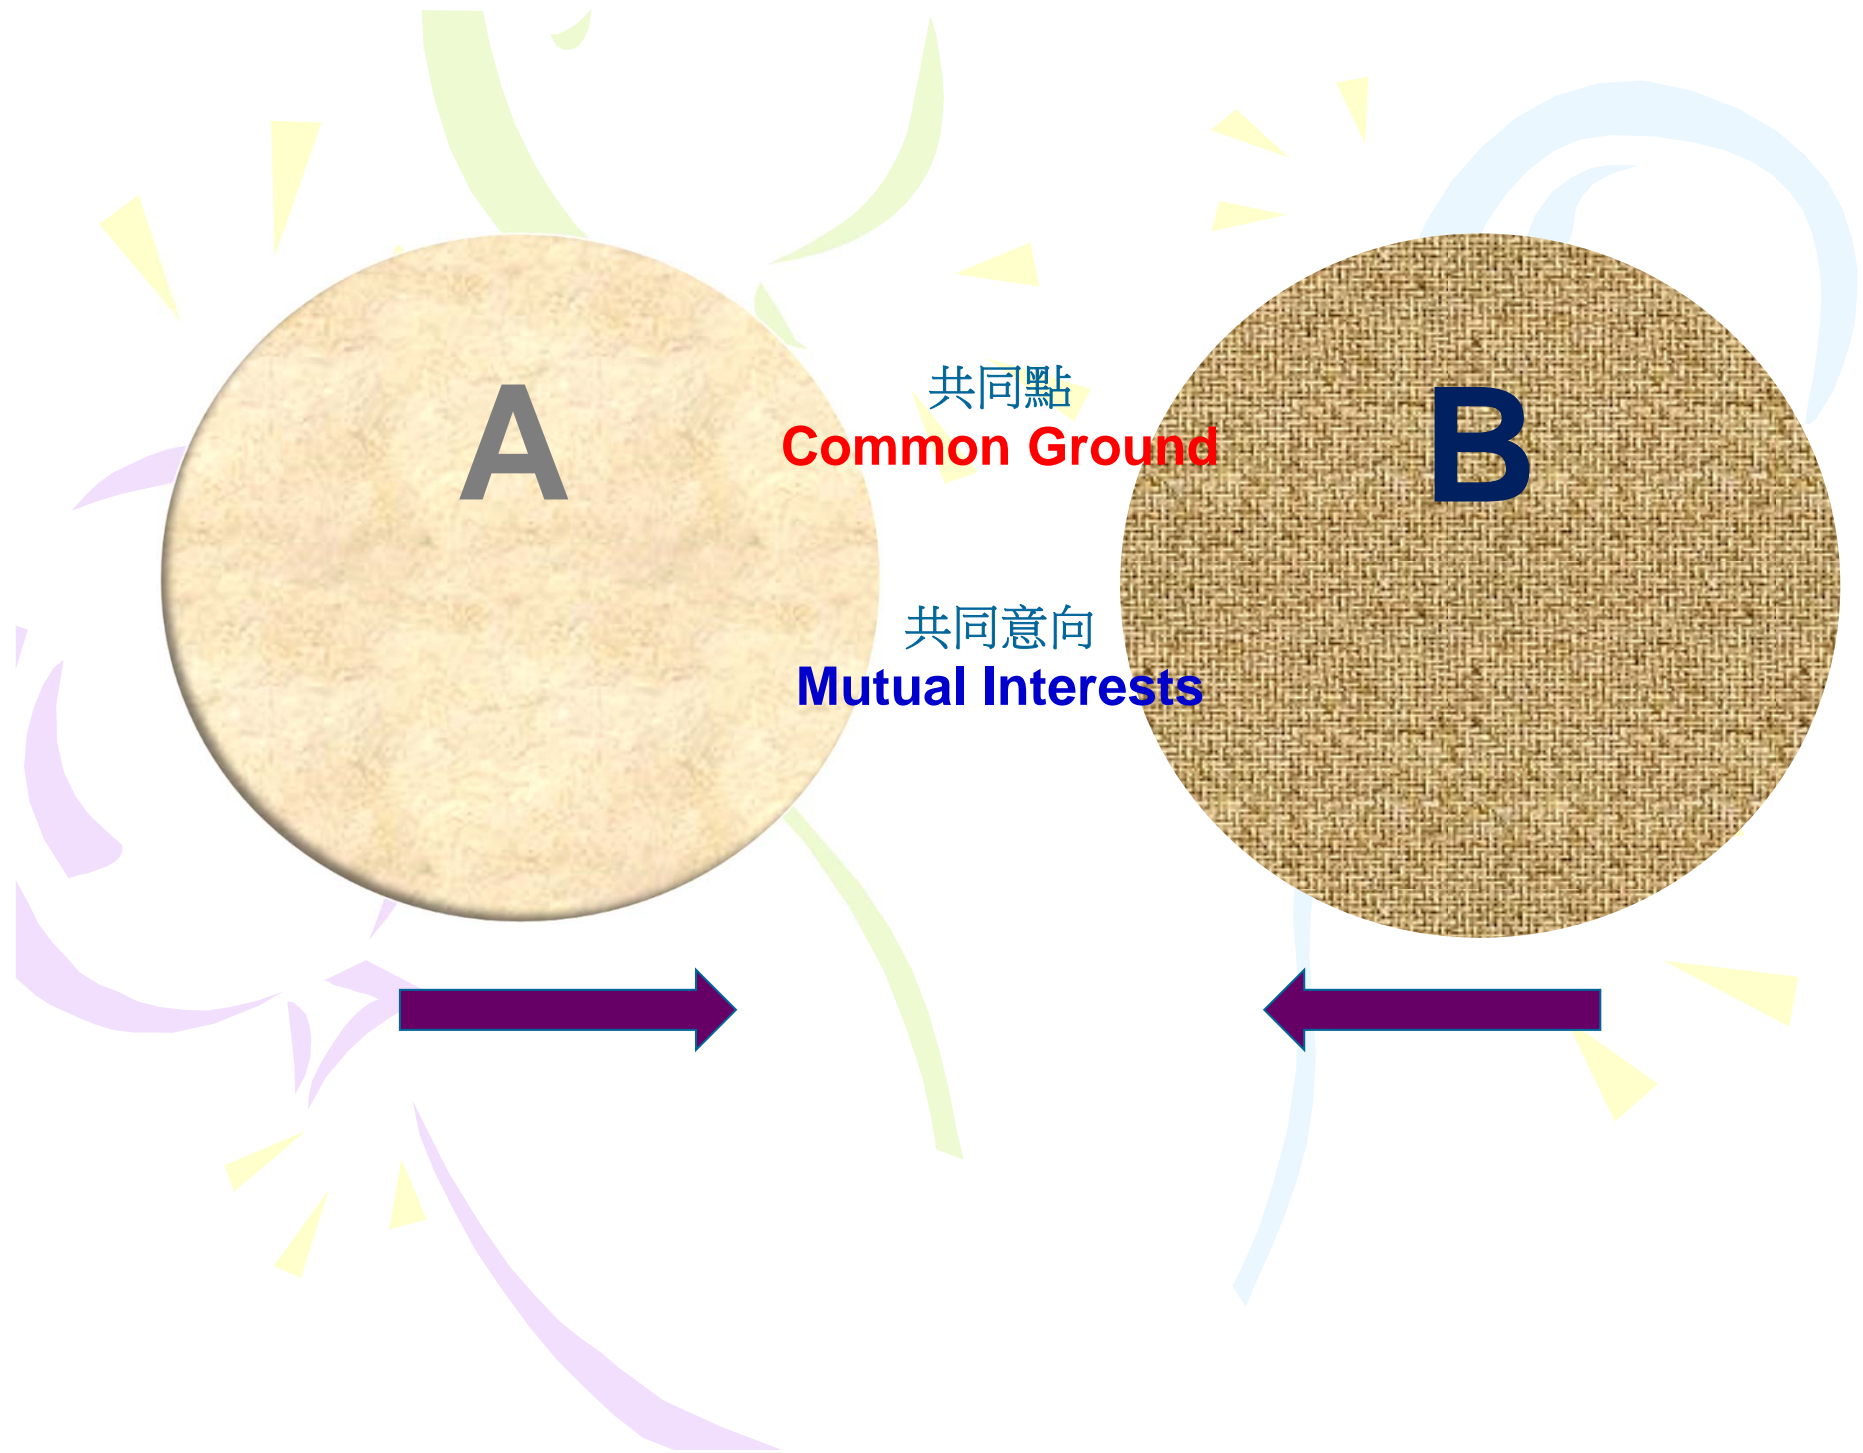 A
B
共同點
Common Ground
共同意向
Mutual Interests